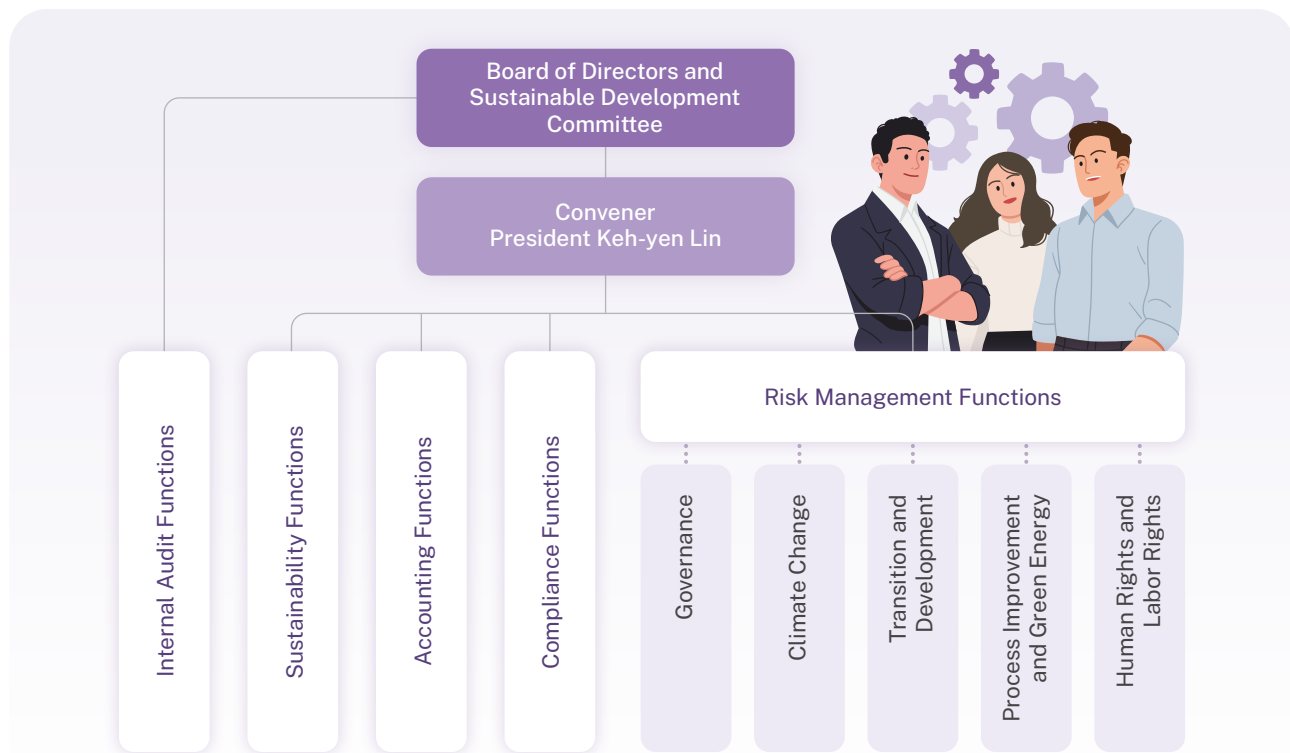 Board of Directors and
Sustainable Development
Committee
Convener
President Keh-yen Lin
Internal Audit Functions
Sustainability Functions
Accounting Functions
Compliance Functions
Risk Management Functions
Governance
Climate Change
Transition and
Development
Process Improvement
and Green Energy
Human Rights and
Labor Rights